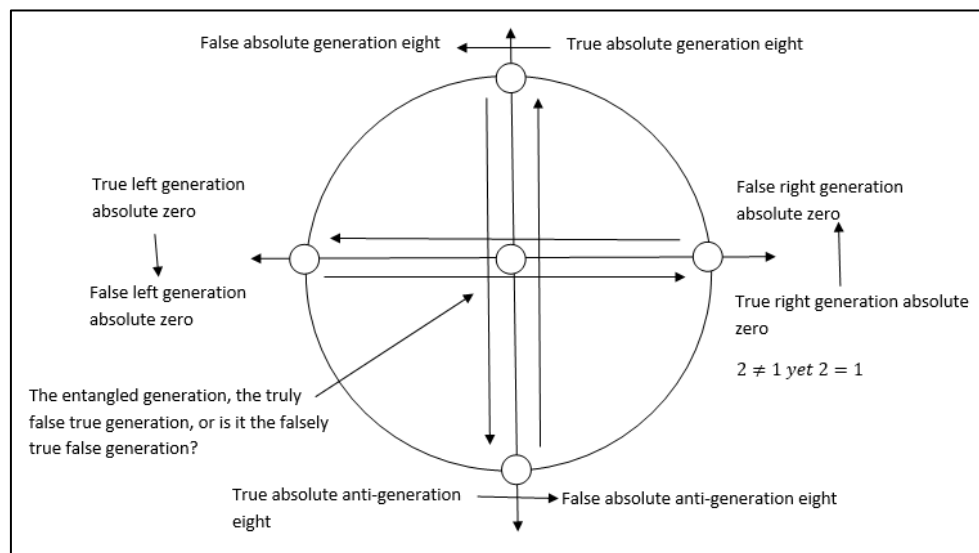 False absolute generation eight
True absolute generation eight
True left generation
absolute zero
False right generation
absolute zero
False left generation
absolute zero
True right generation absolute
zero
2 ≠ 1 yet 2 = 1
The entangled generation, the truly
false true generation, or is it the falsely
true false generation?
True absolute anti-generation
eight
False absolute anti-generation eight